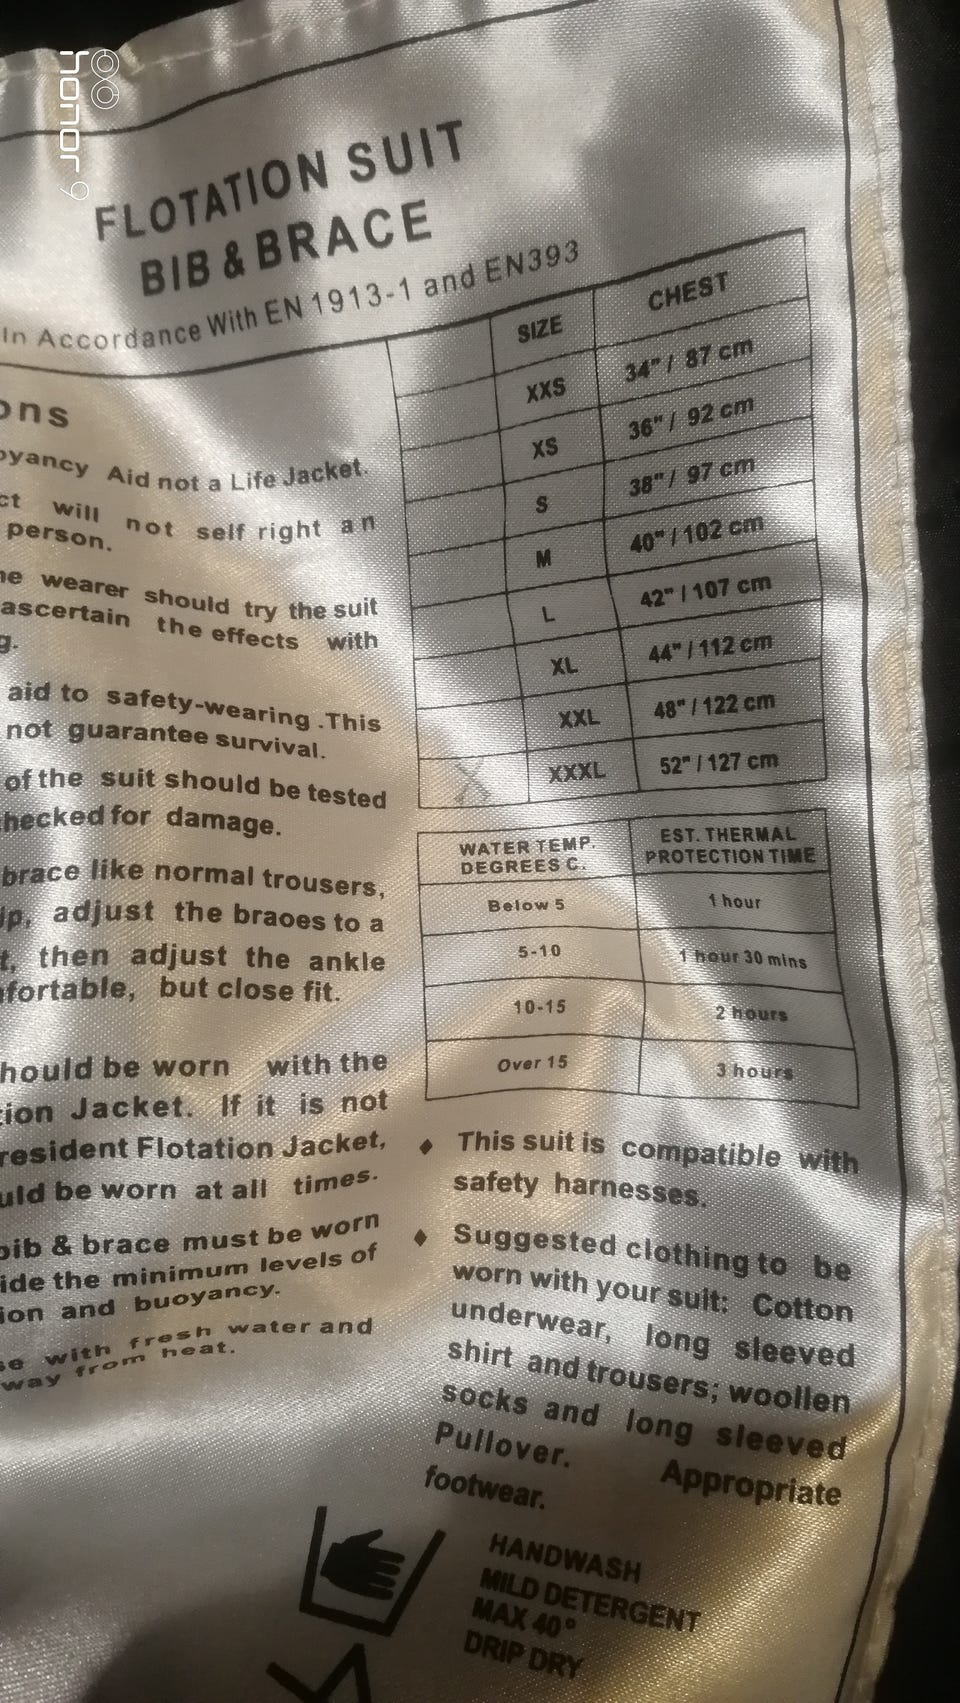 honor 9
FLOTATION SUIT
BIB & BRACE
In Accordance With EN 1913-1 and EN393
ons
oyancy Aid not a Life Jacket.
ct will not self right an
person.
ne wearer should try the suit
ascertain the effects with
g.
aid to safety-wearing .This
not guarantee survival.
of the suit should be tested
hecked for damage.
brace like normal trousers,
lp, adjust the braoes to a
t, then adjust the ankle
nfortable, but close fit.
hould be worn with the
tion Jacket. If it is not
resident Flotation Jacket,
uld be worn at all times.
bib & brace must be worn
ide the minimum levels of
ion and buoyancy.
se with fresh water and
way from heat.
SIZE CHEST
XXS 34" / 87 cm
XS 36" / 92 cm
S 38" / 97 cm
M 40" / 102 cm
L 42" / 107 cm
XL 44" / 112 cm
XXL 48" / 122 cm
XXXL 52" / 127 cm
WATER TEMP. EST. THERMAL
DEGREES C. PROTECTION TIME
Below 5 1 hour
5-10 1 hour 30 mins
10-15 2 hours
Over 15 3 hours
♦ This suit is compatible with
safety harnesses.
♦ Suggested clothing to be
worn with your suit: Cotton
underwear, long sleeved
shirt and trousers; woollen
socks and long sleeved
Pullover. Appropriate
footwear.
HANDWASH
MILD DETERGENT
MAX 40°
DRIP DRY